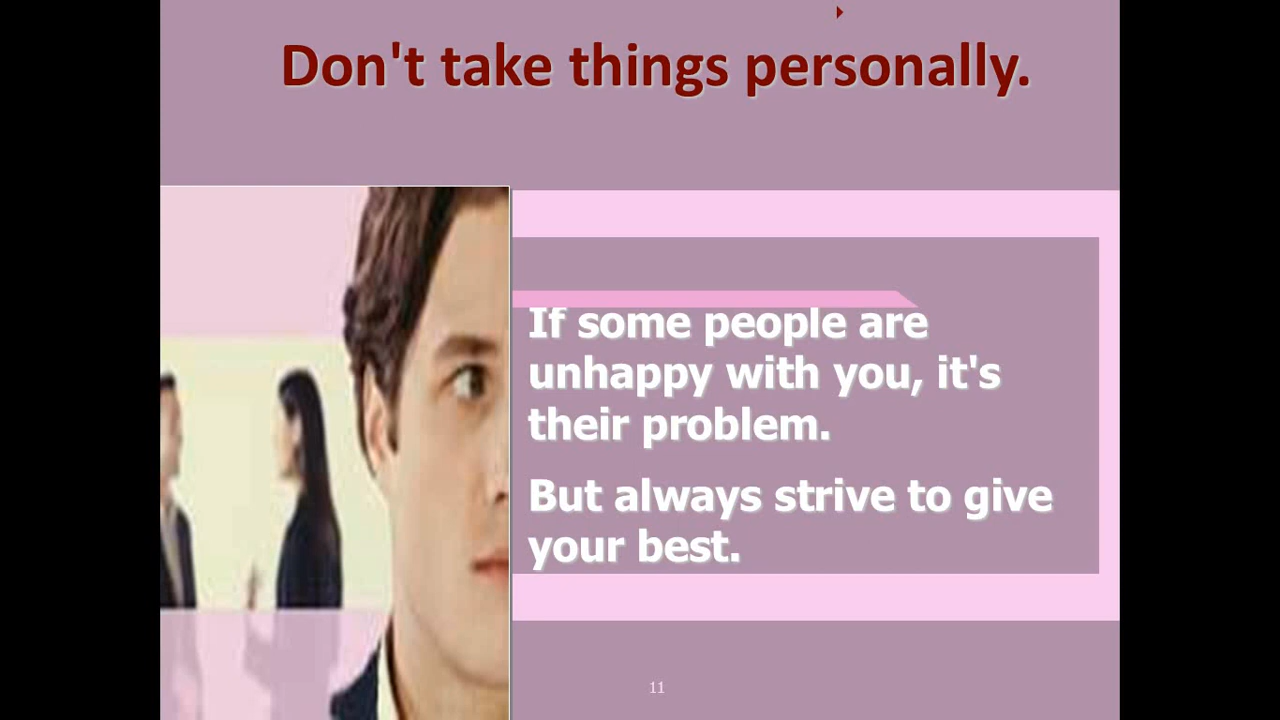 Don't take things personally.
If some people are
unhappy with you, it's
their problem.
But always strive to give
your best.
11